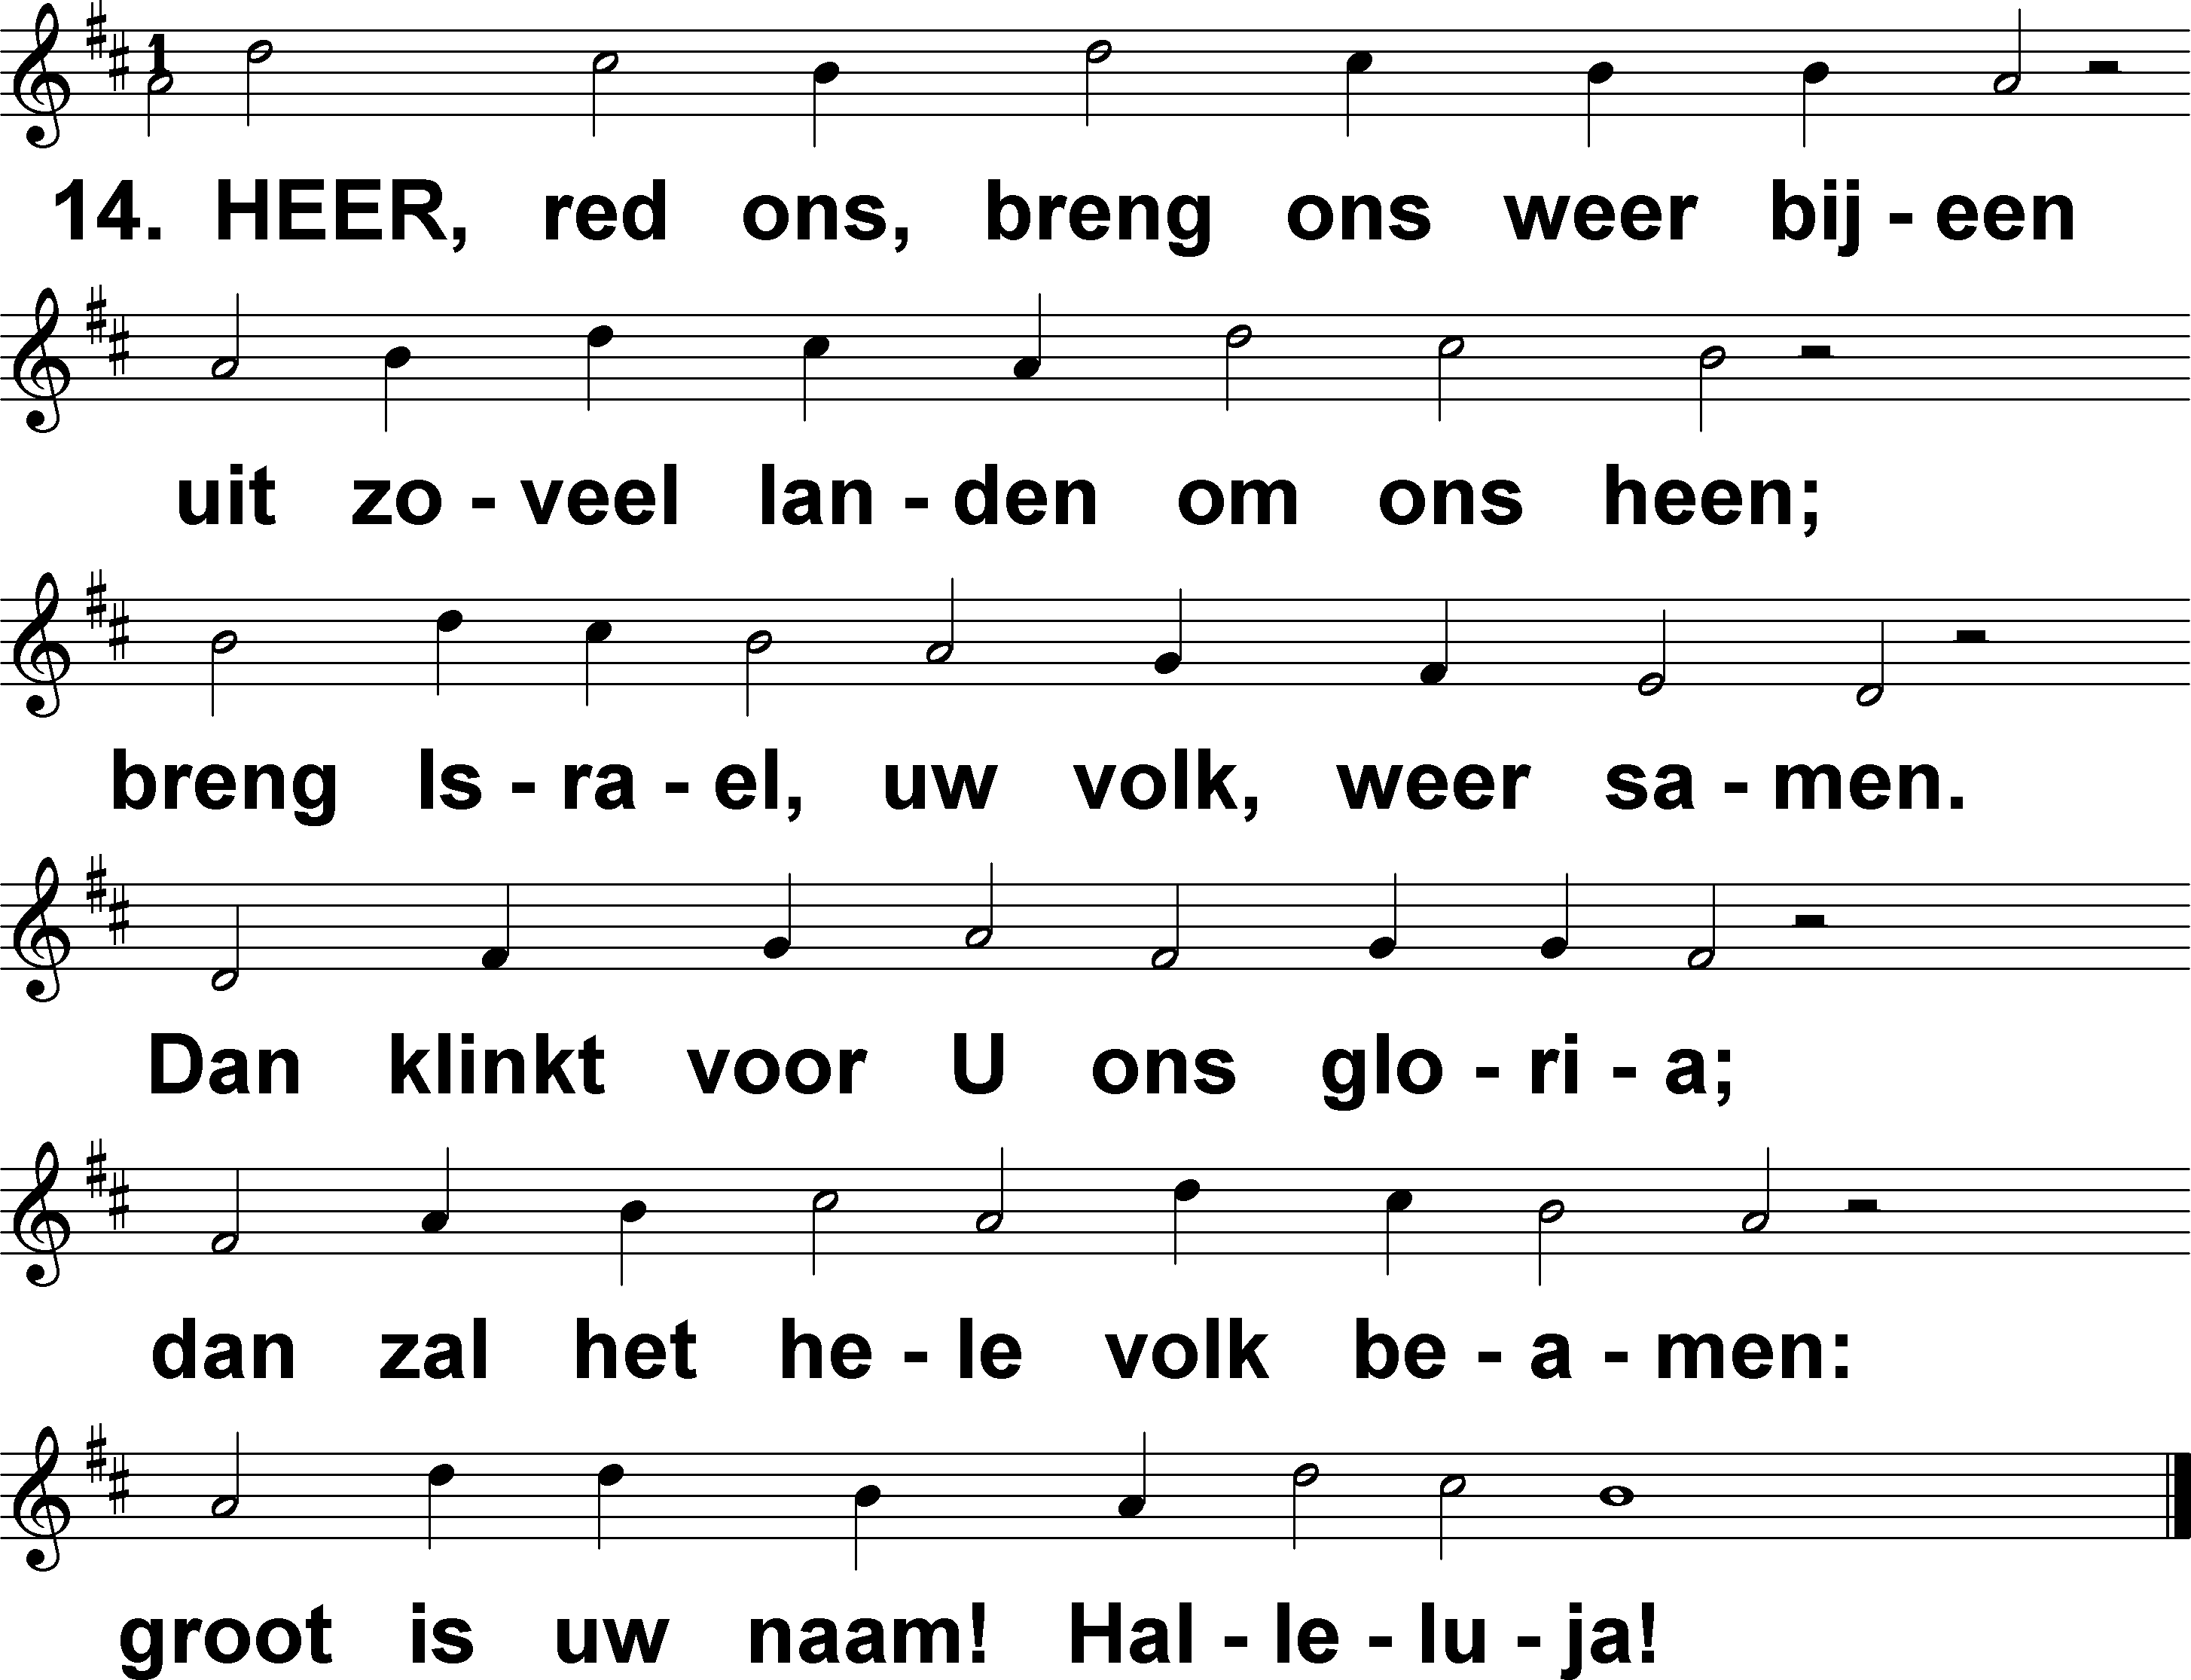 14. HEER, red ons, breng ons weer bij - een
uit zo - veel lan - den om ons heen;
breng Is - ra - el, uw volk, weer sa - men.
Dan klinkt voor U ons glo - ri - a;
dan zal het he - le volk be - a - men:
groot is uw naam! Hal - le - lu - ja!